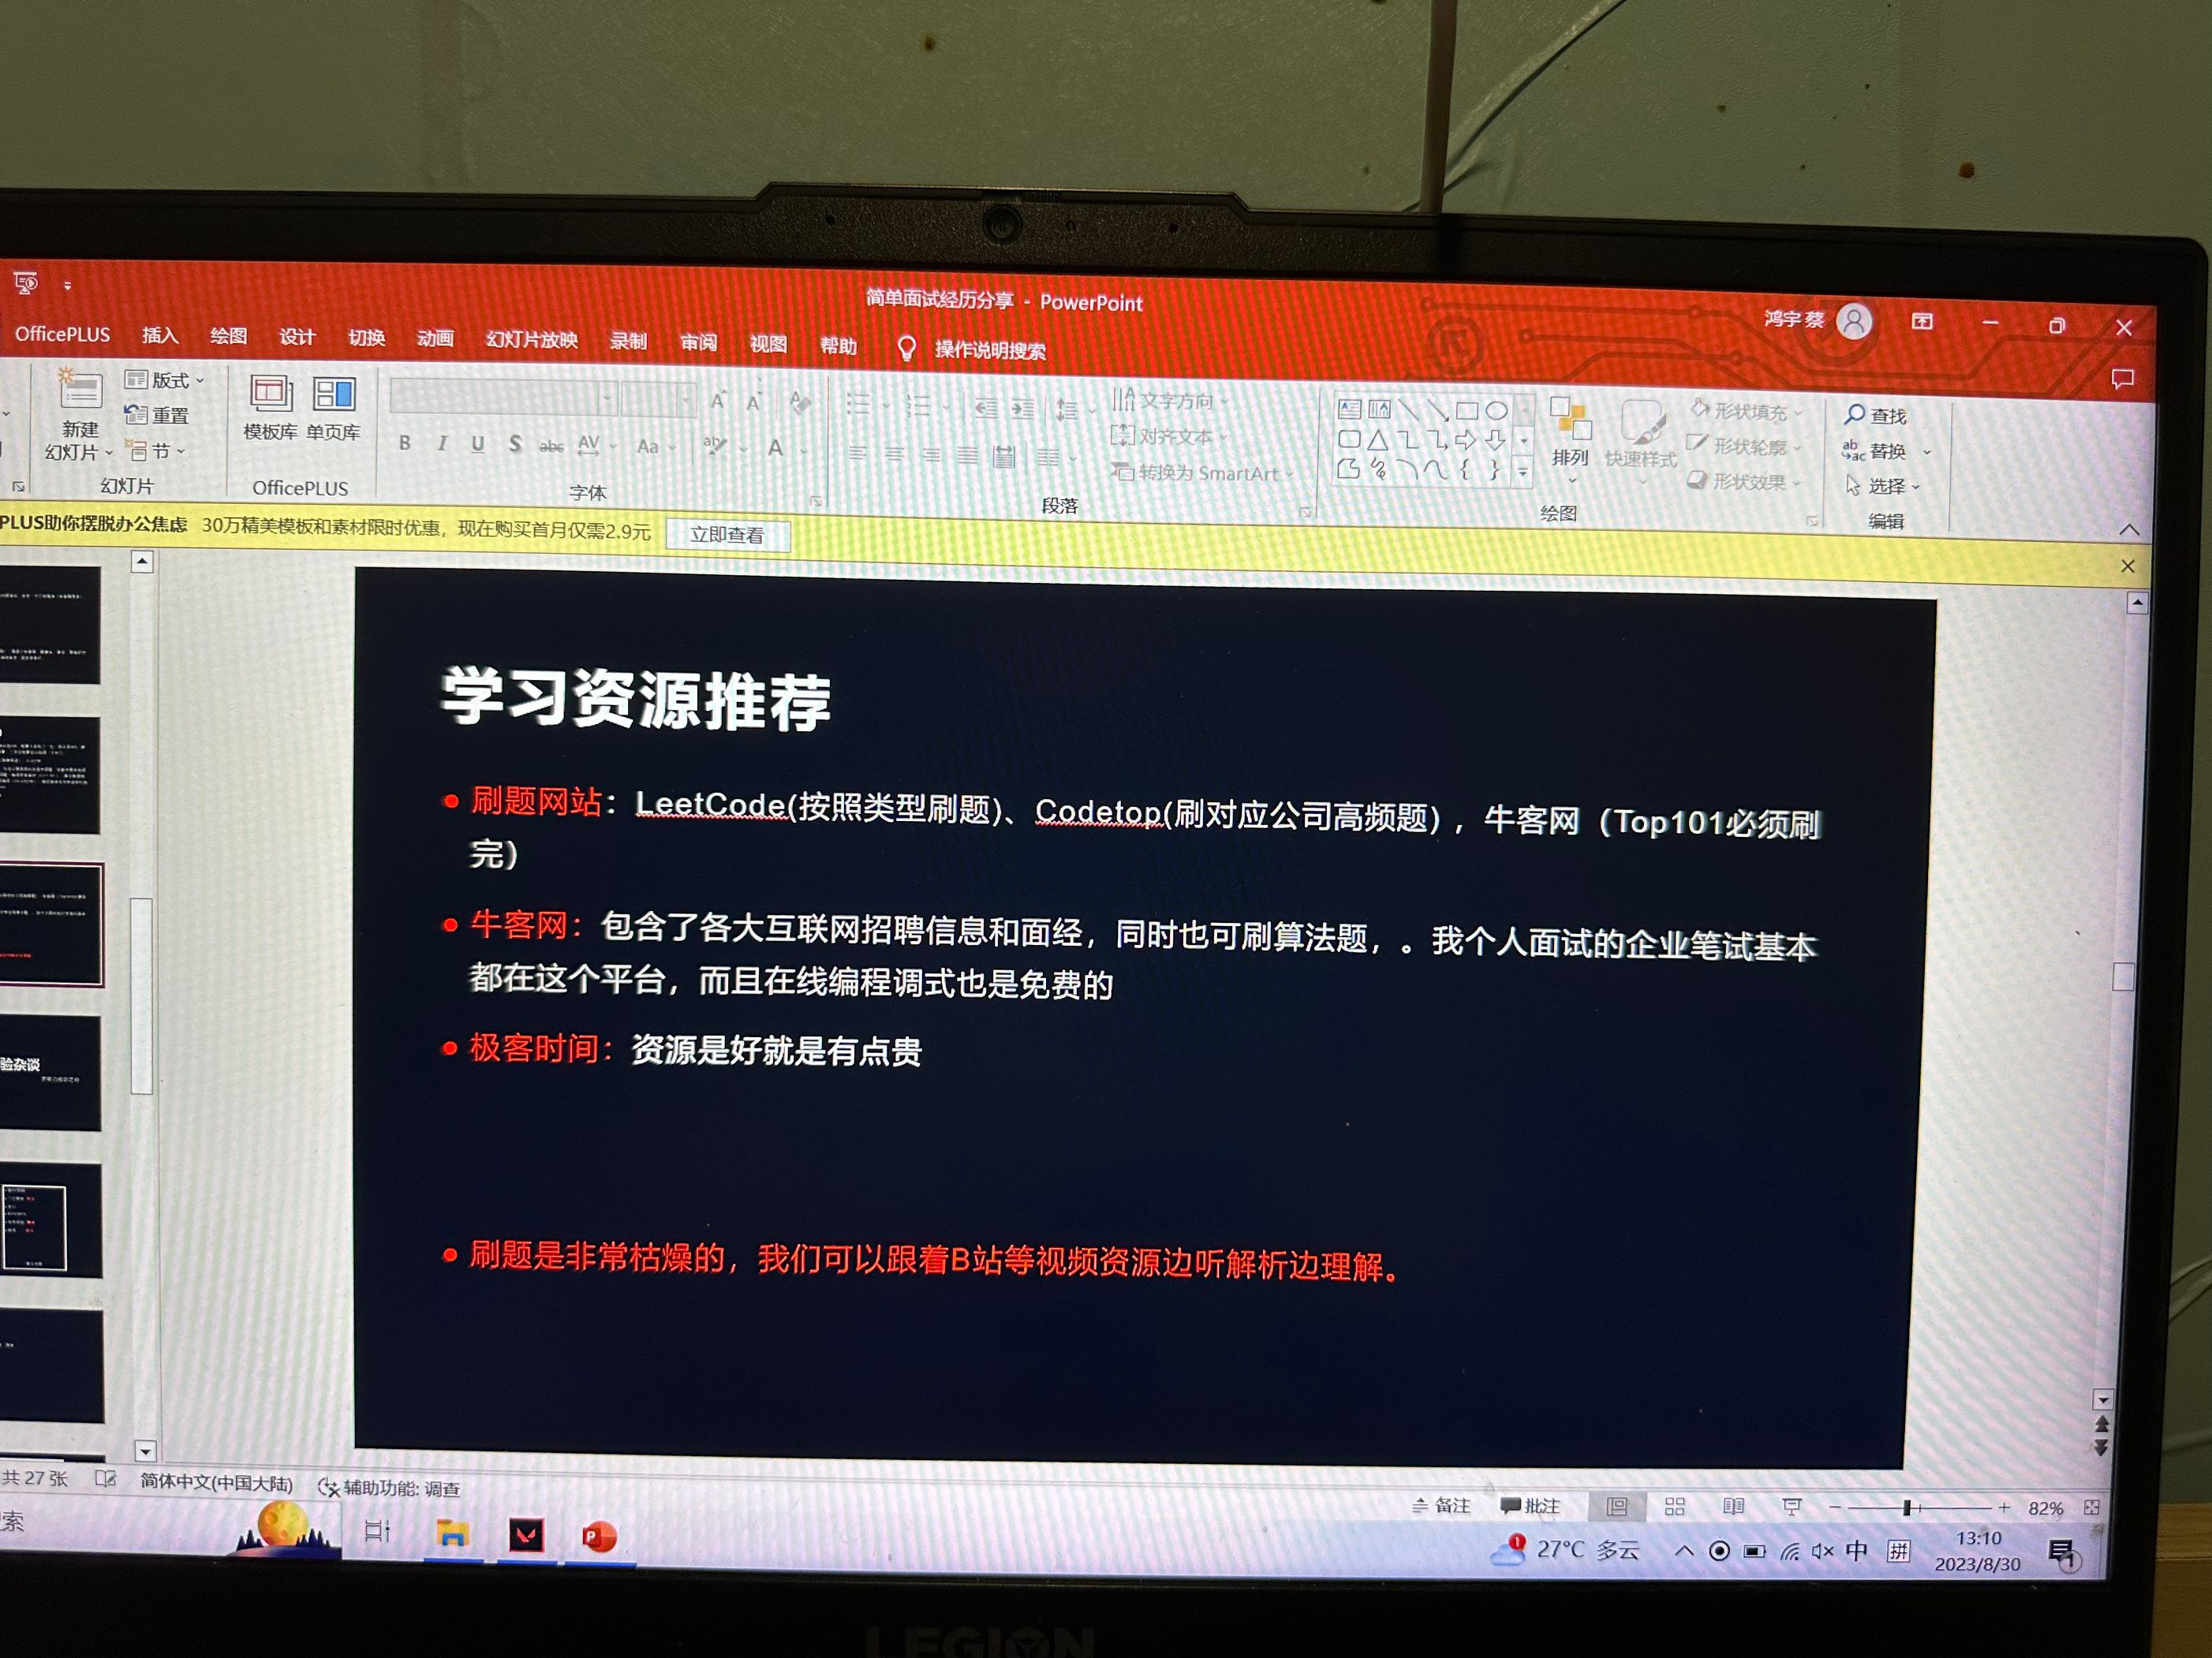 简单面试经历分享 - PowerPoint
鸿宇 蔡
OfficePLUS 插入 绘图 设计 切换 动画 幻灯片放映 录制 审阅 视图 帮助 操作说明搜索
新建
幻灯片
版式
重置
节
幻灯片
模板库 单页库
OfficePLUS
B I U S abc AV Aa A
字体
文字方向
对齐文本
转换为 SmartArt
段落
排列
快速样式
形状填充
形状轮廓
形状效果
绘图
查找
替换
选择
编辑
PLUS助你摆脱办公焦虑 30万精美模板和素材限时优惠，现在购买首月仅需2.9元 立即查看
学习资源推荐
• 刷题网站：LeetCode(按照类型刷题)、Codetop(刷对应公司高频题)，牛客网（Top101必须刷
完）
• 牛客网：包含了各大互联网招聘信息和面经，同时也可刷算法题，。我个人面试的企业笔试基本
都在这个平台，而且在线编程调式也是免费的
• 极客时间：资源是好就是有点贵
• 刷题是非常枯燥的，我们可以跟着B站等视频资源边听解析边理解。
验杂谈
共 27 张 简体中文(中国大陆) 辅助功能: 调查
备注 批注 82%
索
27°C 多云 中 拼 13:10
2023/8/30
LEGION